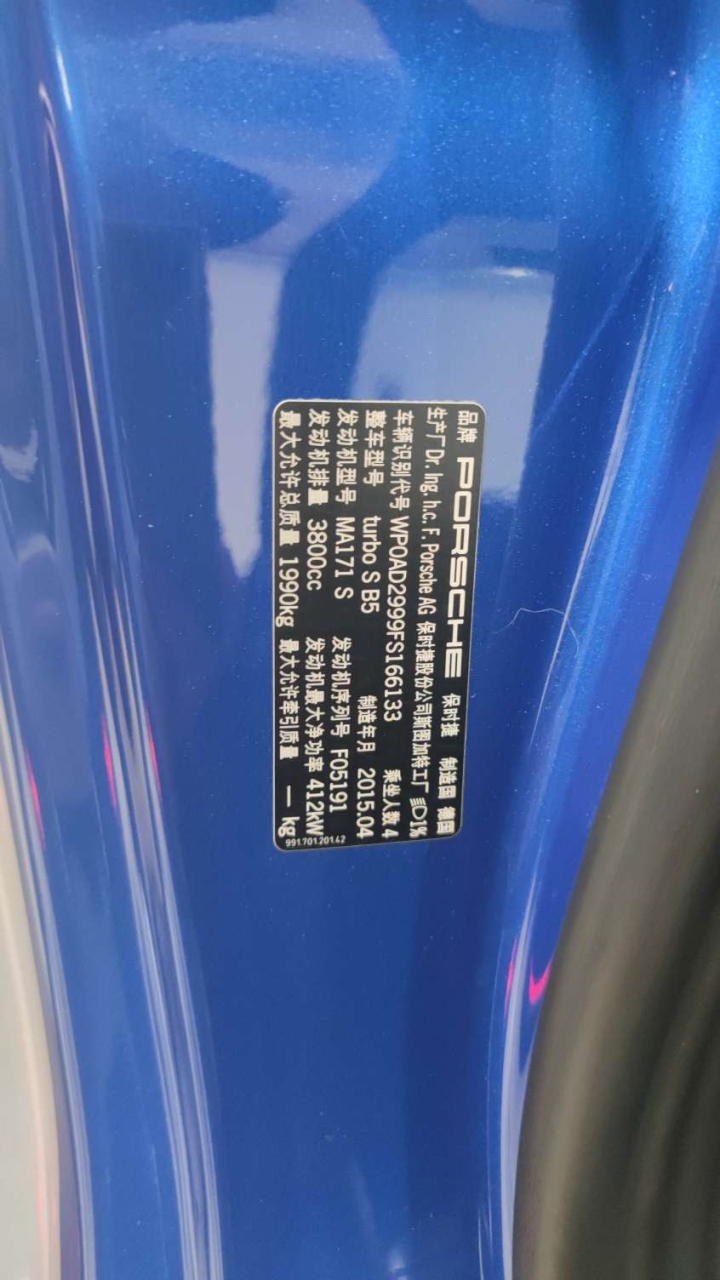 品牌 PORSCHE 保时捷 制造国 德国
生产厂Dr. Ing. h.c. F. Porsche AG 保时捷股份公司斯图加特工厂 1%
车辆识别代号 WP0AD2999FS166133 乘坐人数 4
整车型号 turbo S B5 制造年月 2015.04
发动机型号 MA171 S 发动机序列号 F05191
发动机排量 3800cc 发动机最大净功率 412kW
最大允许总质量 1990kg 最大允许牵引质量 — kg
991.701.201.42